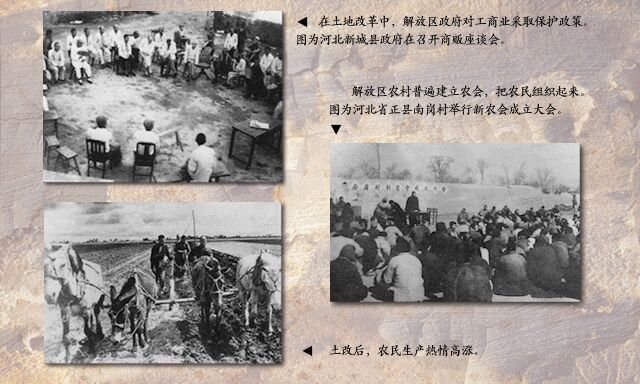 ◀ 在土地改革中，解放区政府对工商业采取保护政策。
图为河北新城县政府在召开商贩座谈会。
解放区农村普遍建立农会，把农民组织起来。
图为河北省正县南岗村举行新农会成立大会。
▼
◀ 土改后，农民生产热情高涨。